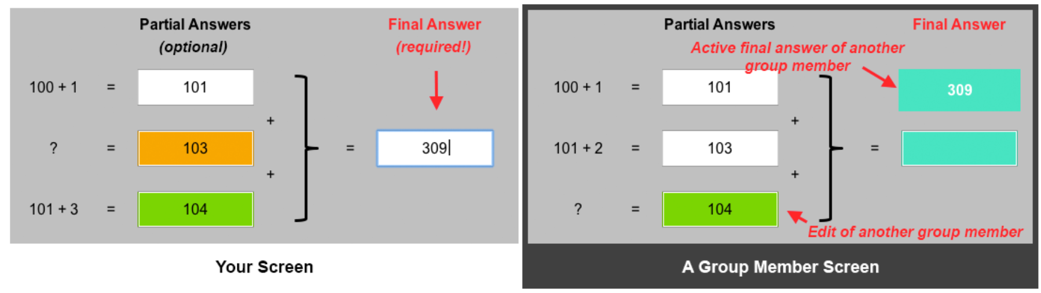 Partial Answers
(optional)
Final Answer
(required!)
100 + 1 = 101
+
? = 103 = 309
+
101 + 3 = 104
Your Screen
Partial Answers
Final Answer
Active final answer of another
group member
100 + 1 = 101
309
+
101 + 2 = 103 =
+
? = 104
Edit of another group member
A Group Member Screen